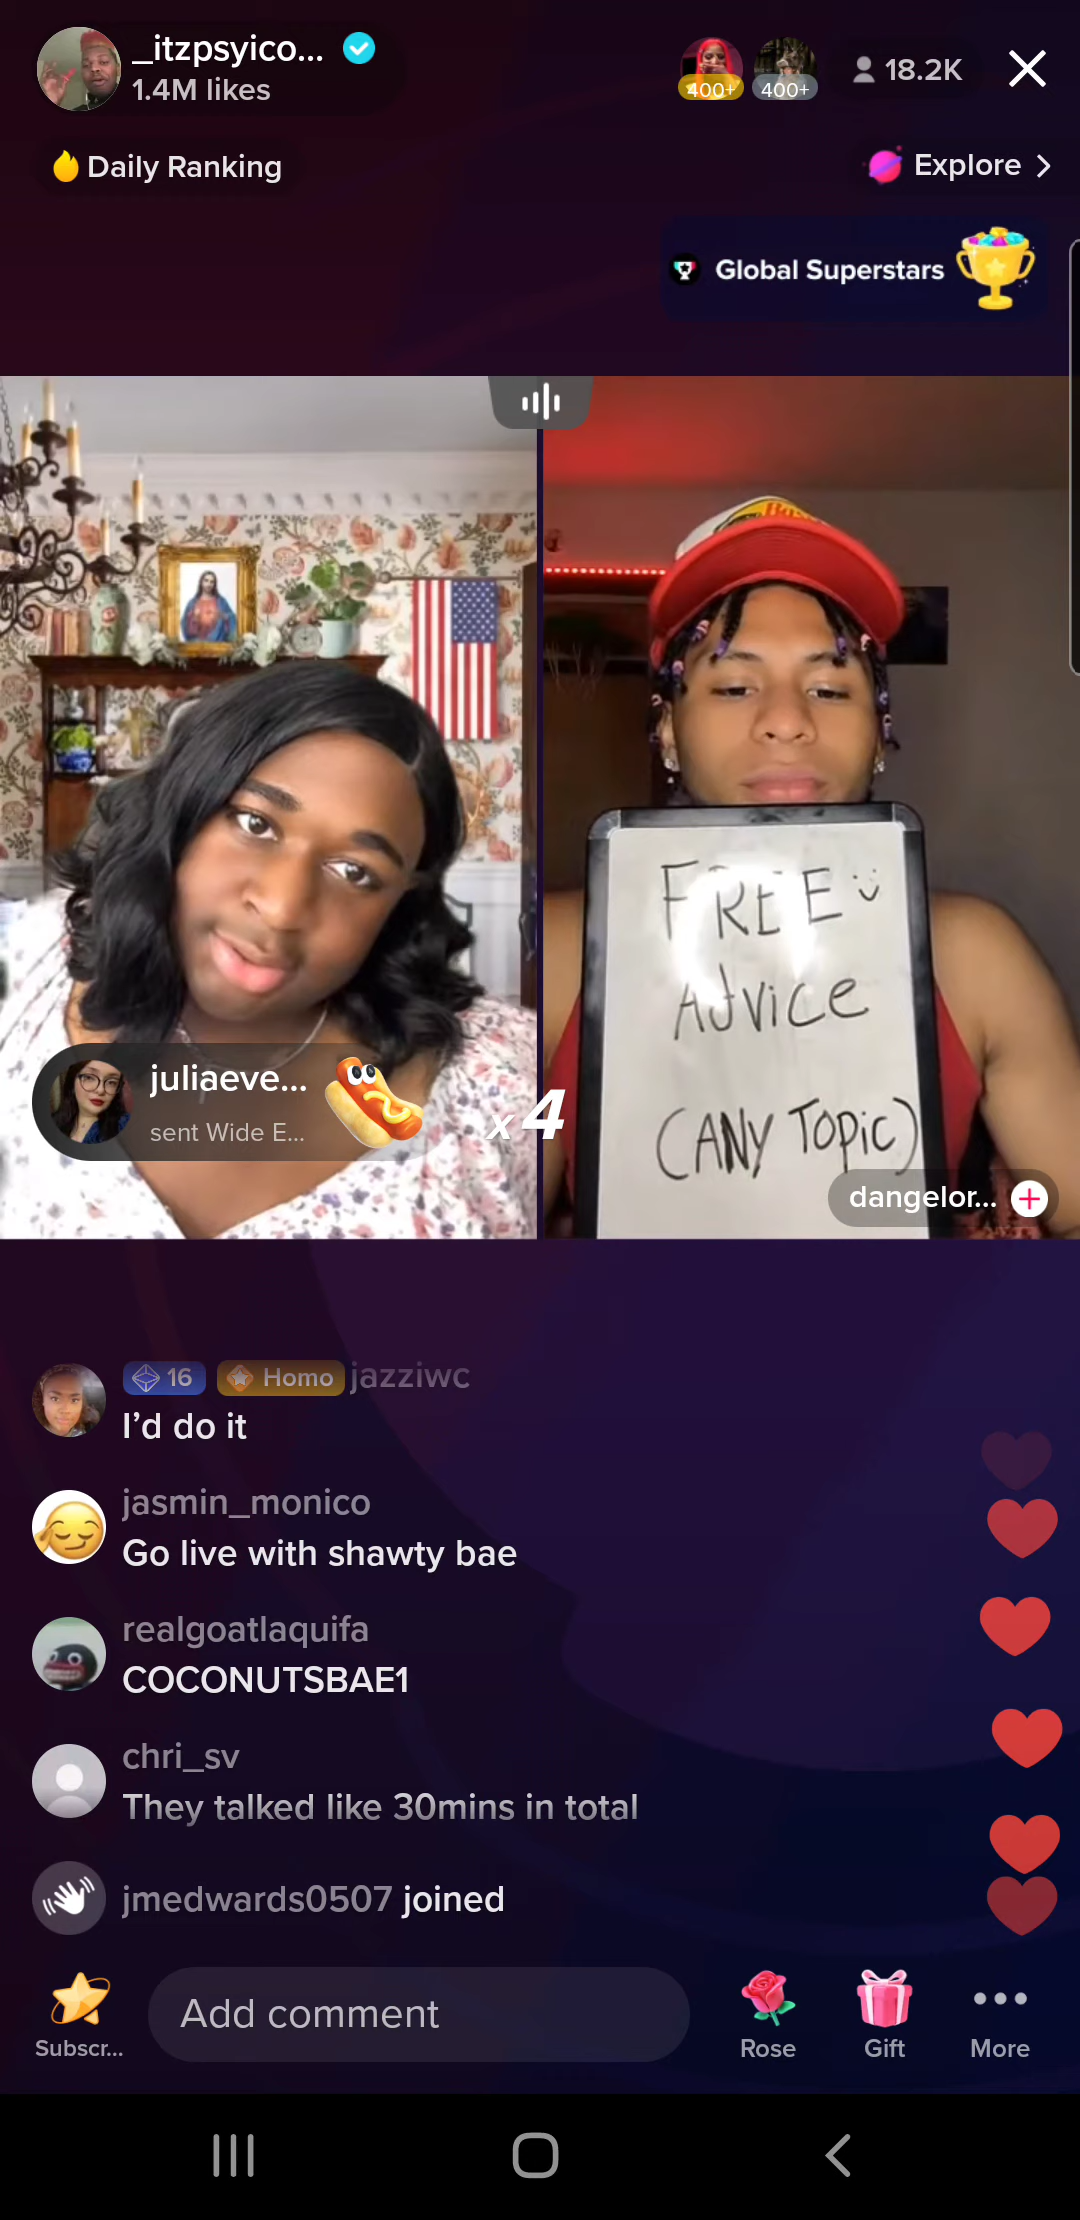 _itzpsyico...
1.4M likes
400+
400+
18.2K
Daily Ranking
Explore
Global Superstars
FREE
Advice
(ANY Topic)
juliaeve...
sent Wide E...
x4
dangelor...
16
Homo
jazziwc
I'd do it
jasmin_monico
Go live with shawty bae
realgoatlaquifa
COCONUTSBAE1
chri_sv
They talked like 30mins in total
jmedwards0507 joined
Subscr...
Add comment
Rose
Gift
More